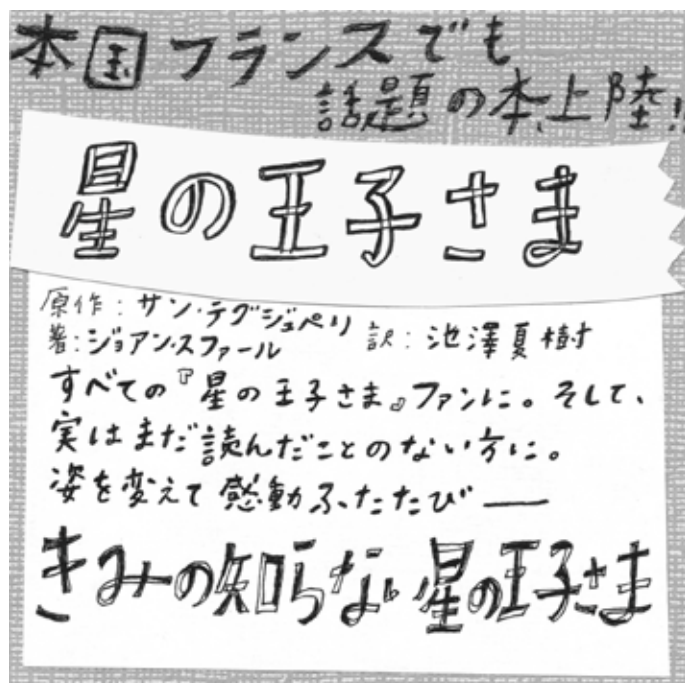 本国フランスでも
話題の本、上陸!!
星の王子さま
原作：サン・テグジュペリ
著：ジョアン・スファール 訳：池澤夏樹
すべての『星の王子さま』ファンに。そして、
実はまだ読んだことのない方に。
姿を変えて感動ふたたび——
きみの知らない星の王子さま